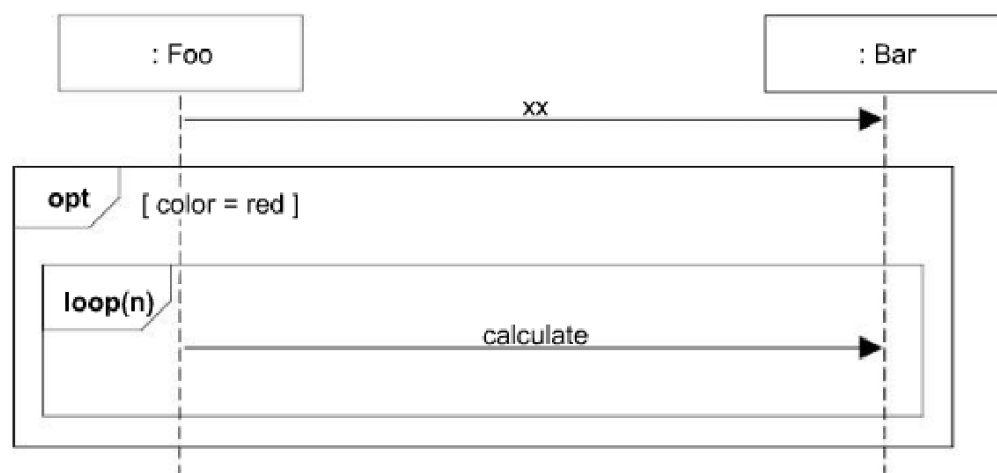 : Foo
: Bar
xx
opt
[ color = red ]
loop(n)
calculate